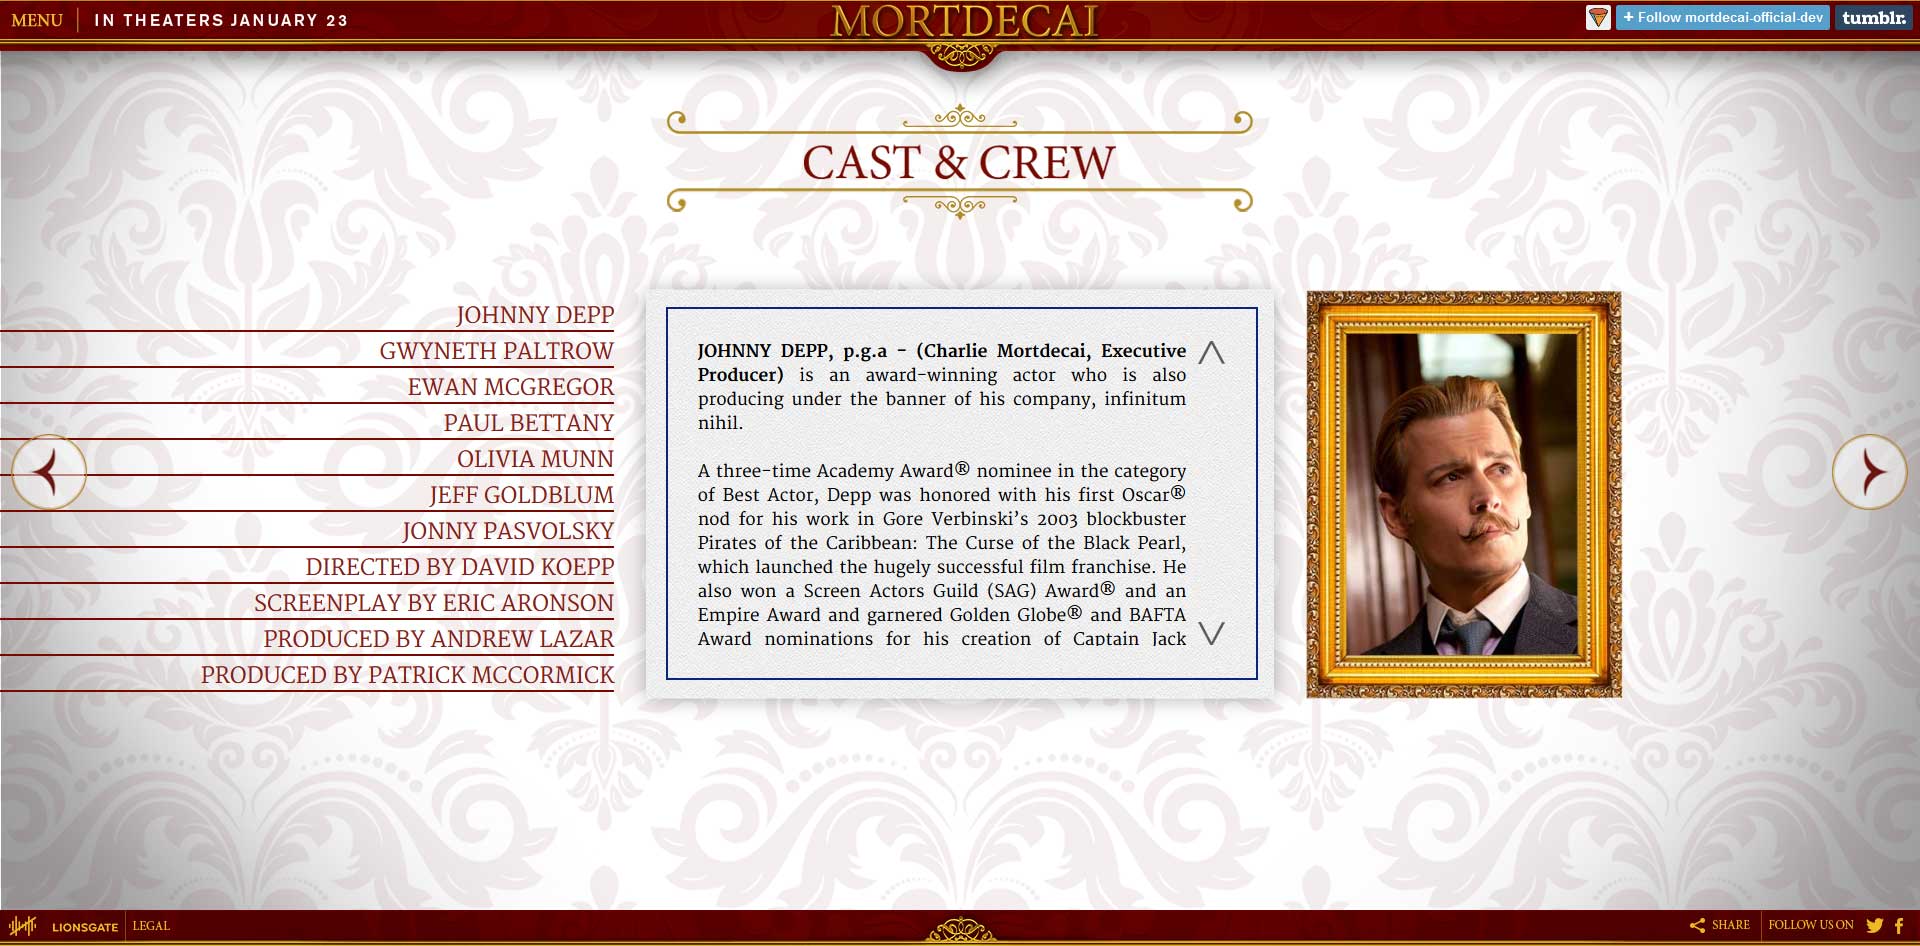 MENU
IN THEATERS JANUARY 23
MORTDECAI
+ Follow mortdecai-official-dev
tumblr.
CAST & CREW
JOHNNY DEPP
GWYNETH PALTROW
EWAN MCGREGOR
PAUL BETTANY
OLIVIA MUNN
JEFF GOLDBLUM
JONNY PASVOLSKY
DIRECTED BY DAVID KOEPP
SCREENPLAY BY ERIC ARONSON
PRODUCED BY ANDREW LAZAR
PRODUCED BY PATRICK MCCORMICK
JOHNNY DEPP, p.g.a - (Charlie Mortdecai, Executive
Producer) is an award-winning actor who is also
producing under the banner of his company, infinitum
nihil.
A three-time Academy Award® nominee in the category
of Best Actor, Depp was honored with his first Oscar®
nod for his work in Gore Verbinski’s 2003 blockbuster
Pirates of the Caribbean: The Curse of the Black Pearl,
which launched the hugely successful film franchise. He
also won a Screen Actors Guild (SAG) Award® and an
Empire Award and garnered Golden Globe® and BAFTA
Award nominations for his creation of Captain Jack
LIONSGATE
LEGAL
SHARE
FOLLOW US ON